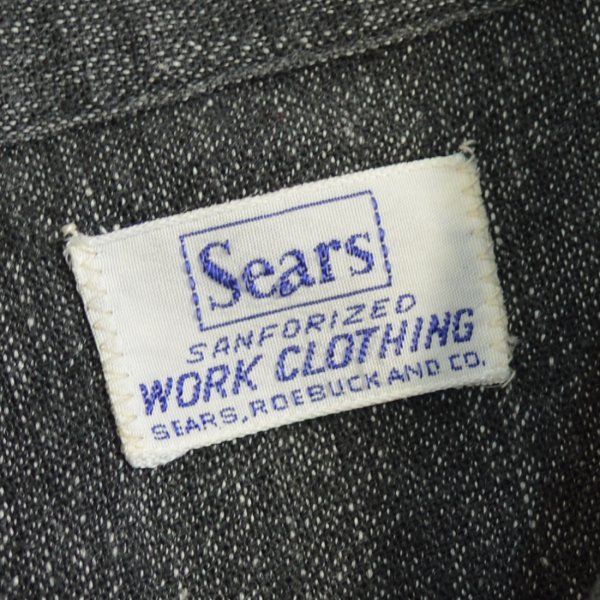 Sears
SANFORIZED
WORK CLOTHING
SEARS, ROEBUCK AND CO.